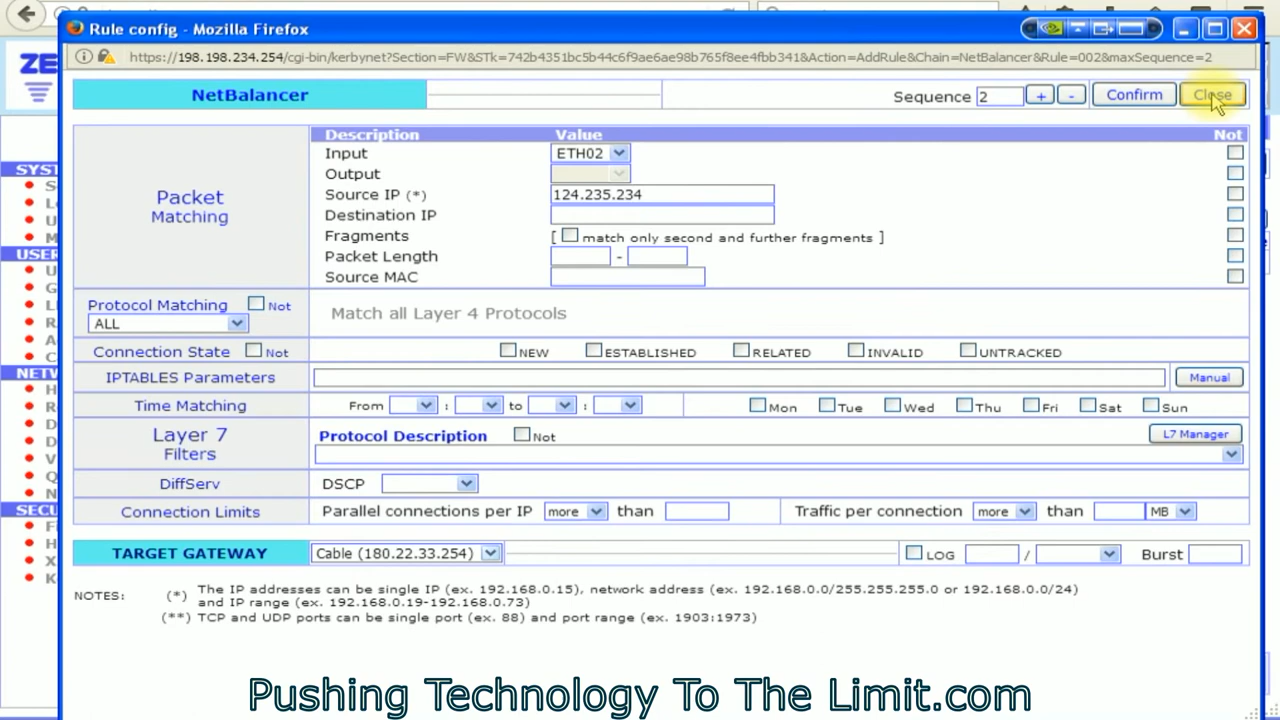 Rule config - Mozilla Firefox
https://198.198.234.254/cgi-bin/kerbynet?Section=FW&STk=742b4351bc5b44c6f9ae6ae98b765f8ee4fbb341&Action=AddRule&Chain=NetBalancer&Rule=002&maxSequence=2
ZE
NetBalancer Sequence 2 + - Confirm Close
Description Value Not
Input ETH02
Output
Packet Matching
Source IP (*) 124.235.234
Destination IP
Fragments [ match only second and further fragments ]
Packet Length -
Source MAC
SYST
USER
NETW
SECU
Protocol Matching Not
ALL
Match all Layer 4 Protocols
Connection State Not NEW ESTABLISHED RELATED INVALID UNTRACKED
IPTABLES Parameters Manual
Time Matching From : to : Mon Tue Wed Thu Fri Sat Sun
Layer 7 Filters
Protocol Description Not L7 Manager
DiffServ DSCP
Connection Limits Parallel connections per IP more than Traffic per connection more than MB
TARGET GATEWAY Cable (180.22.33.254) LOG / Burst
NOTES: (*) The IP addresses can be single IP (ex. 192.168.0.15), network address (ex. 192.168.0.0/255.255.255.0 or 192.168.0.0/24)
and IP range (ex. 192.168.0.19-192.168.0.73)
(**) TCP and UDP ports can be single port (ex. 88) and port range (ex. 1903:1973)
Pushing Technology To The Limit.com